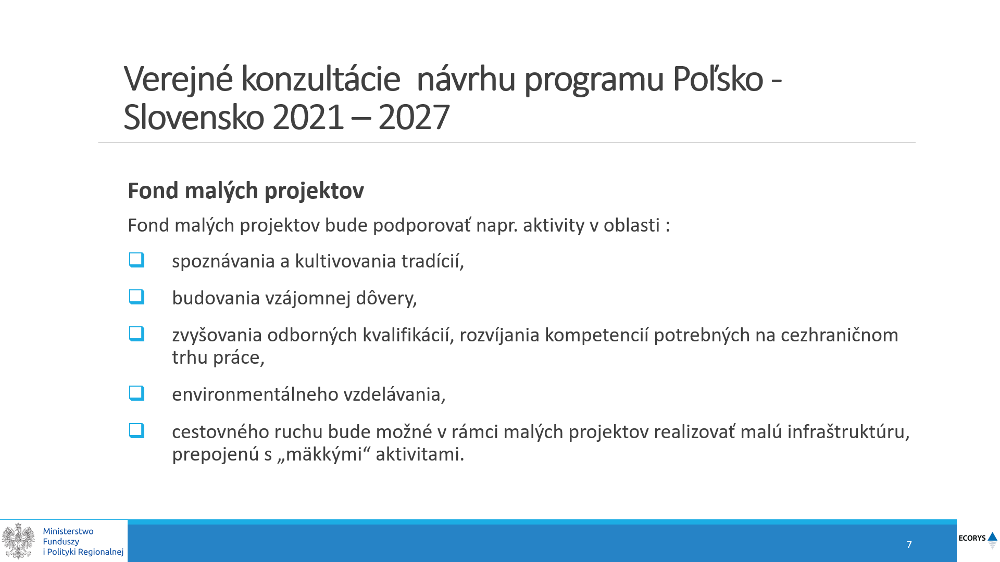 Verejné konzultácie  návrhu programu Poľsko -
Slovensko 2021 – 2027
Fond malých projektov
Fond malých projektov bude podporovať napr. aktivity v oblasti :
spoznávania a kultivovania tradícií,
budovania vzájomnej dôvery,
zvyšovania odborných kvalifikácií, rozvíjania kompetencií potrebných na cezhraničnom
trhu práce,
environmentálneho vzdelávania,
cestovného ruchu bude možné v rámci malých projektov realizovať malú infraštruktúru,
prepojenú s „mäkkými“ aktivitami.
Ministerstwo
Funduszy
i Polityki Regionalnej
7
ECORYS